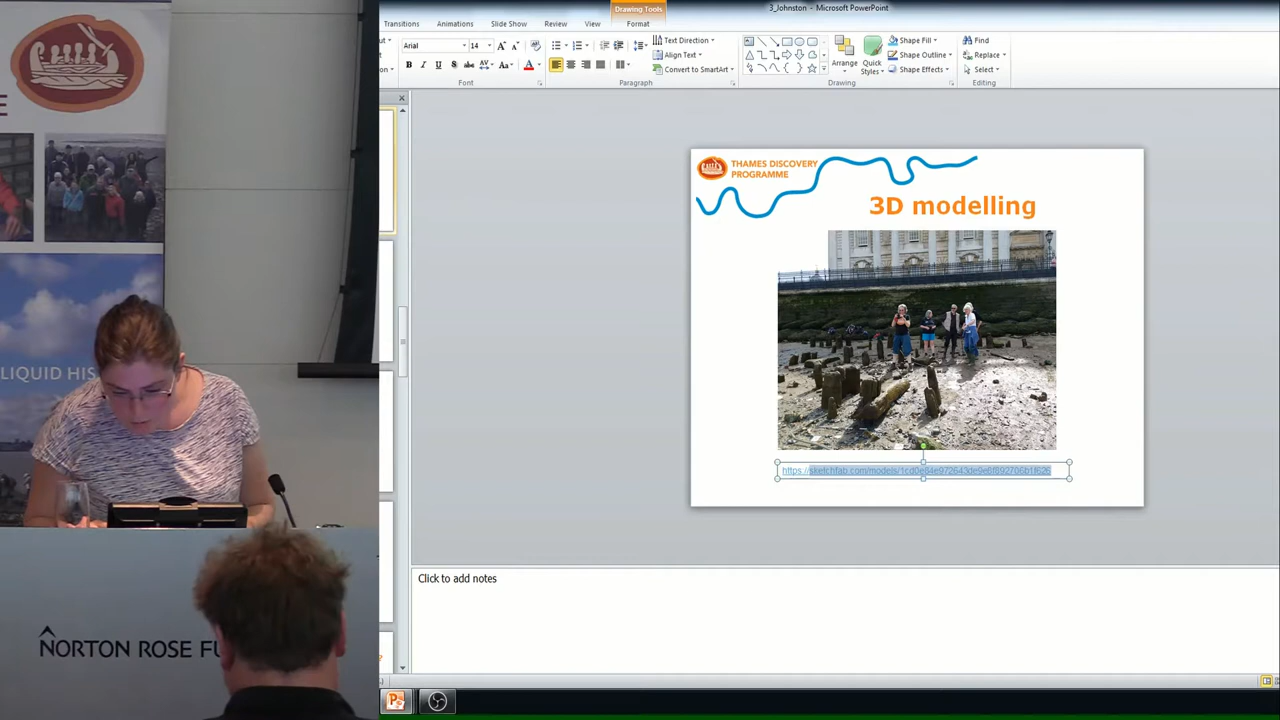 E
LIQUID HIS
NORTON ROSE FU
3_Johnston - Microsoft PowerPoint
Drawing Tools
Transitions
Animations
Slide Show
Review
View
Format
Arial
14
Text Direction
Align Text
Convert to SmartArt
Arrange
Quick
Styles
Shape Fill
Shape Outline
Shape Effects
Find
Replace
Select
Font
Paragraph
Drawing
Editing
THAMES DISCOVERY
PROGRAMME
3D modelling
Click to add notes